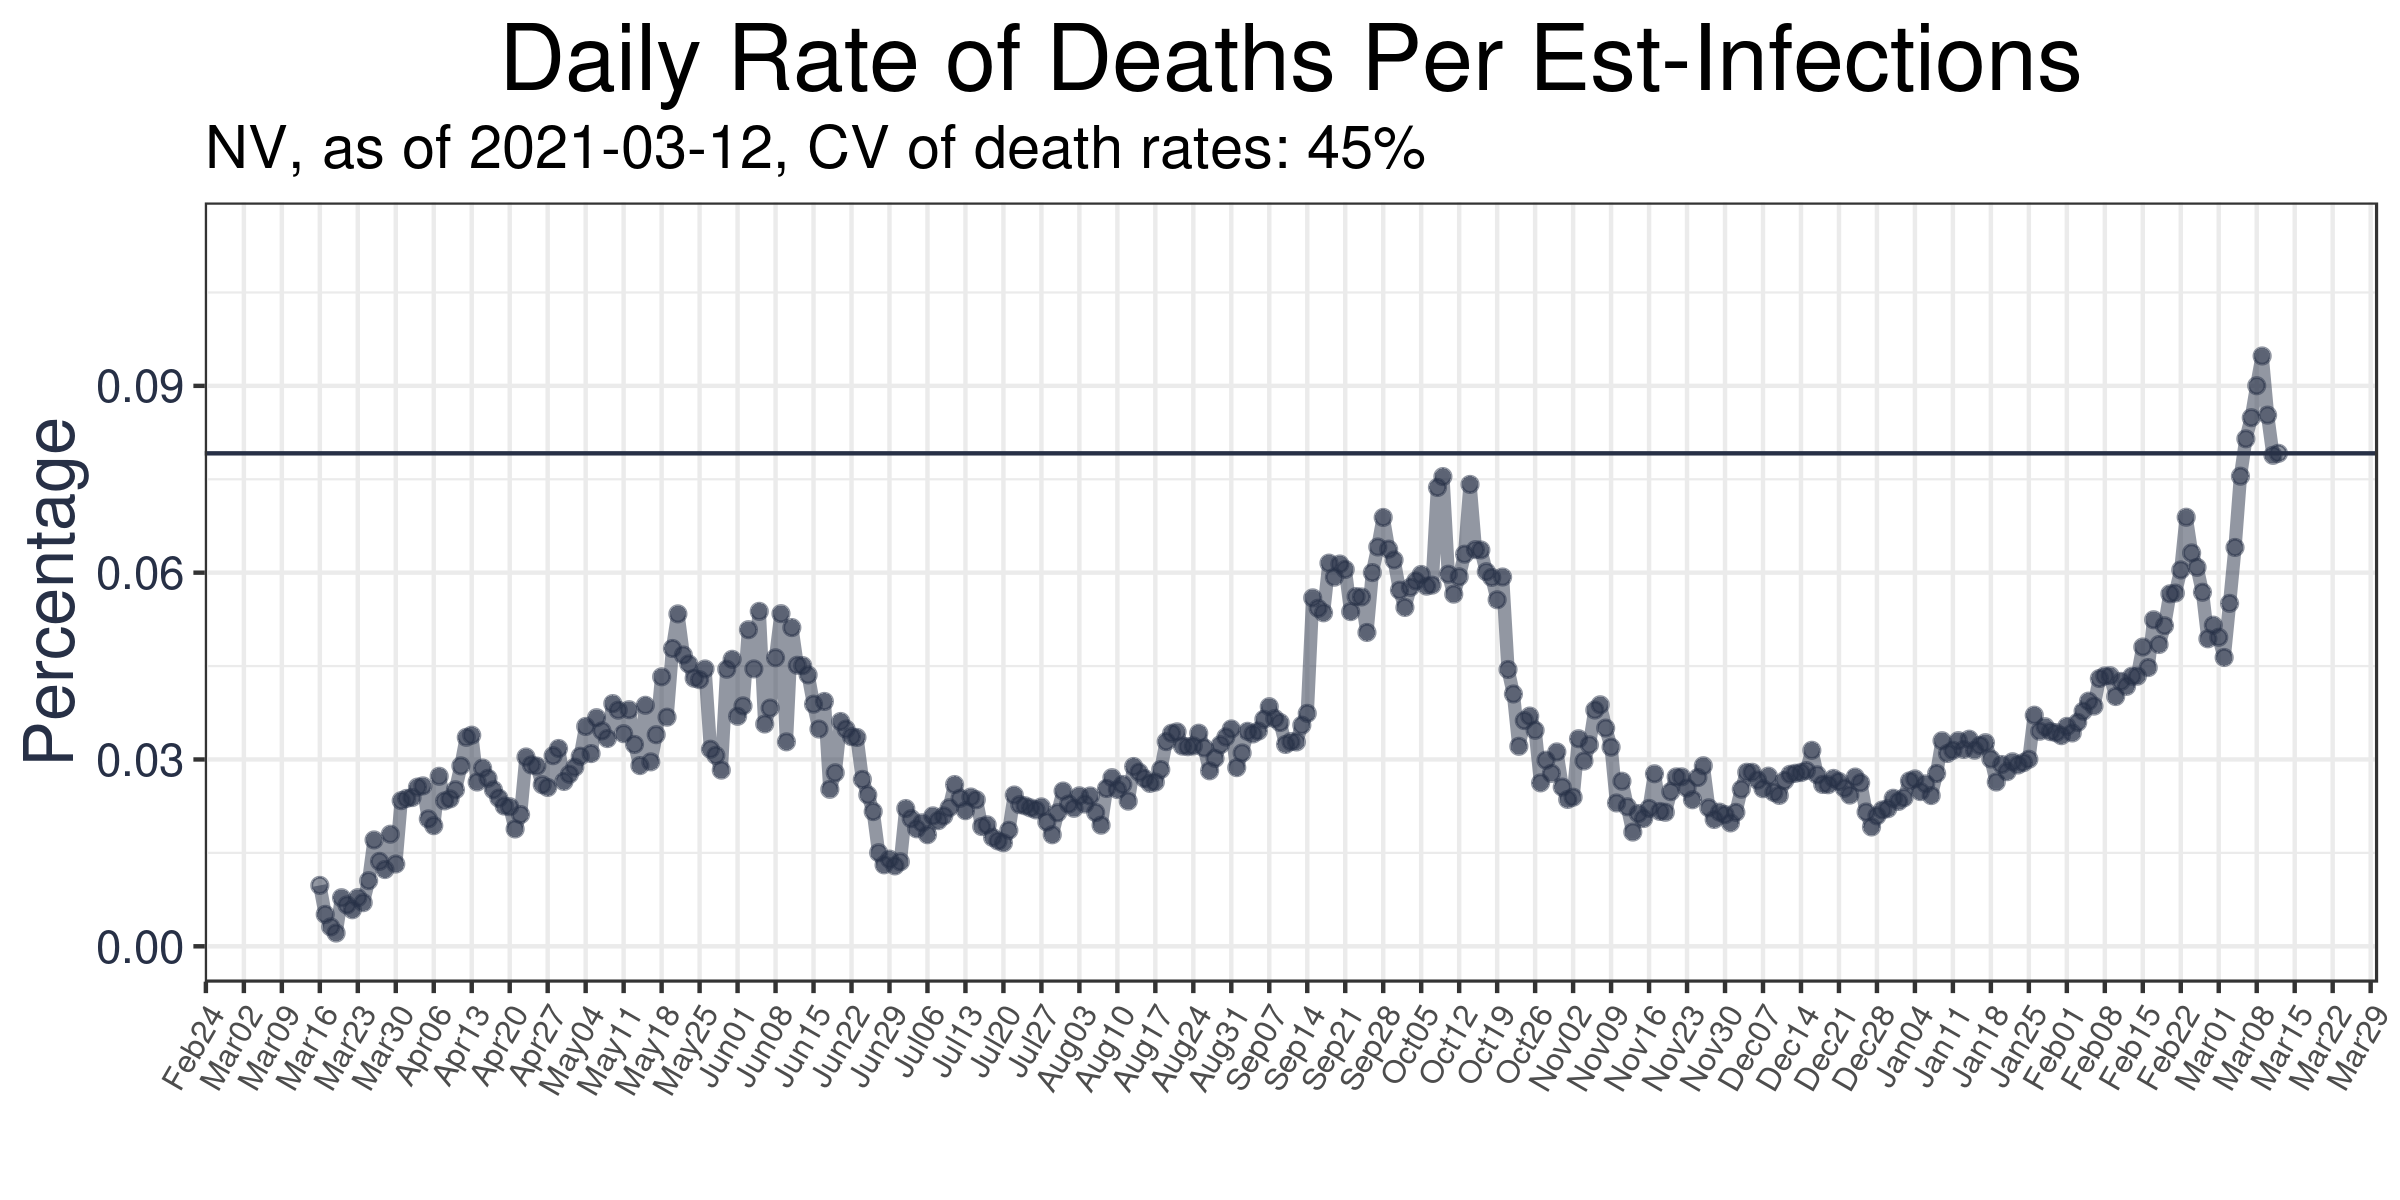 Daily Rate of Deaths Per Est-Infections
NV, as of 2021-03-12, CV of death rates: 45%
Percentage
0.09
0.06
0.03
0.00
Feb24
Mar02
Mar09
Mar16
Mar23
Mar30
Apr06
Apr13
Apr20
Apr27
May04
May11
May18
May25
Jun01
Jun08
Jun15
Jun22
Jun29
Jul06
Jul13
Jul20
Jul27
Aug03
Aug10
Aug17
Aug24
Aug31
Sep07
Sep14
Sep21
Sep28
Oct05
Oct12
Oct19
Oct26
Nov02
Nov09
Nov16
Nov23
Nov30
Dec07
Dec14
Dec21
Dec28
Jan04
Jan11
Jan18
Jan25
Feb01
Feb08
Feb15
Feb22
Mar01
Mar08
Mar15
Mar22
Mar29